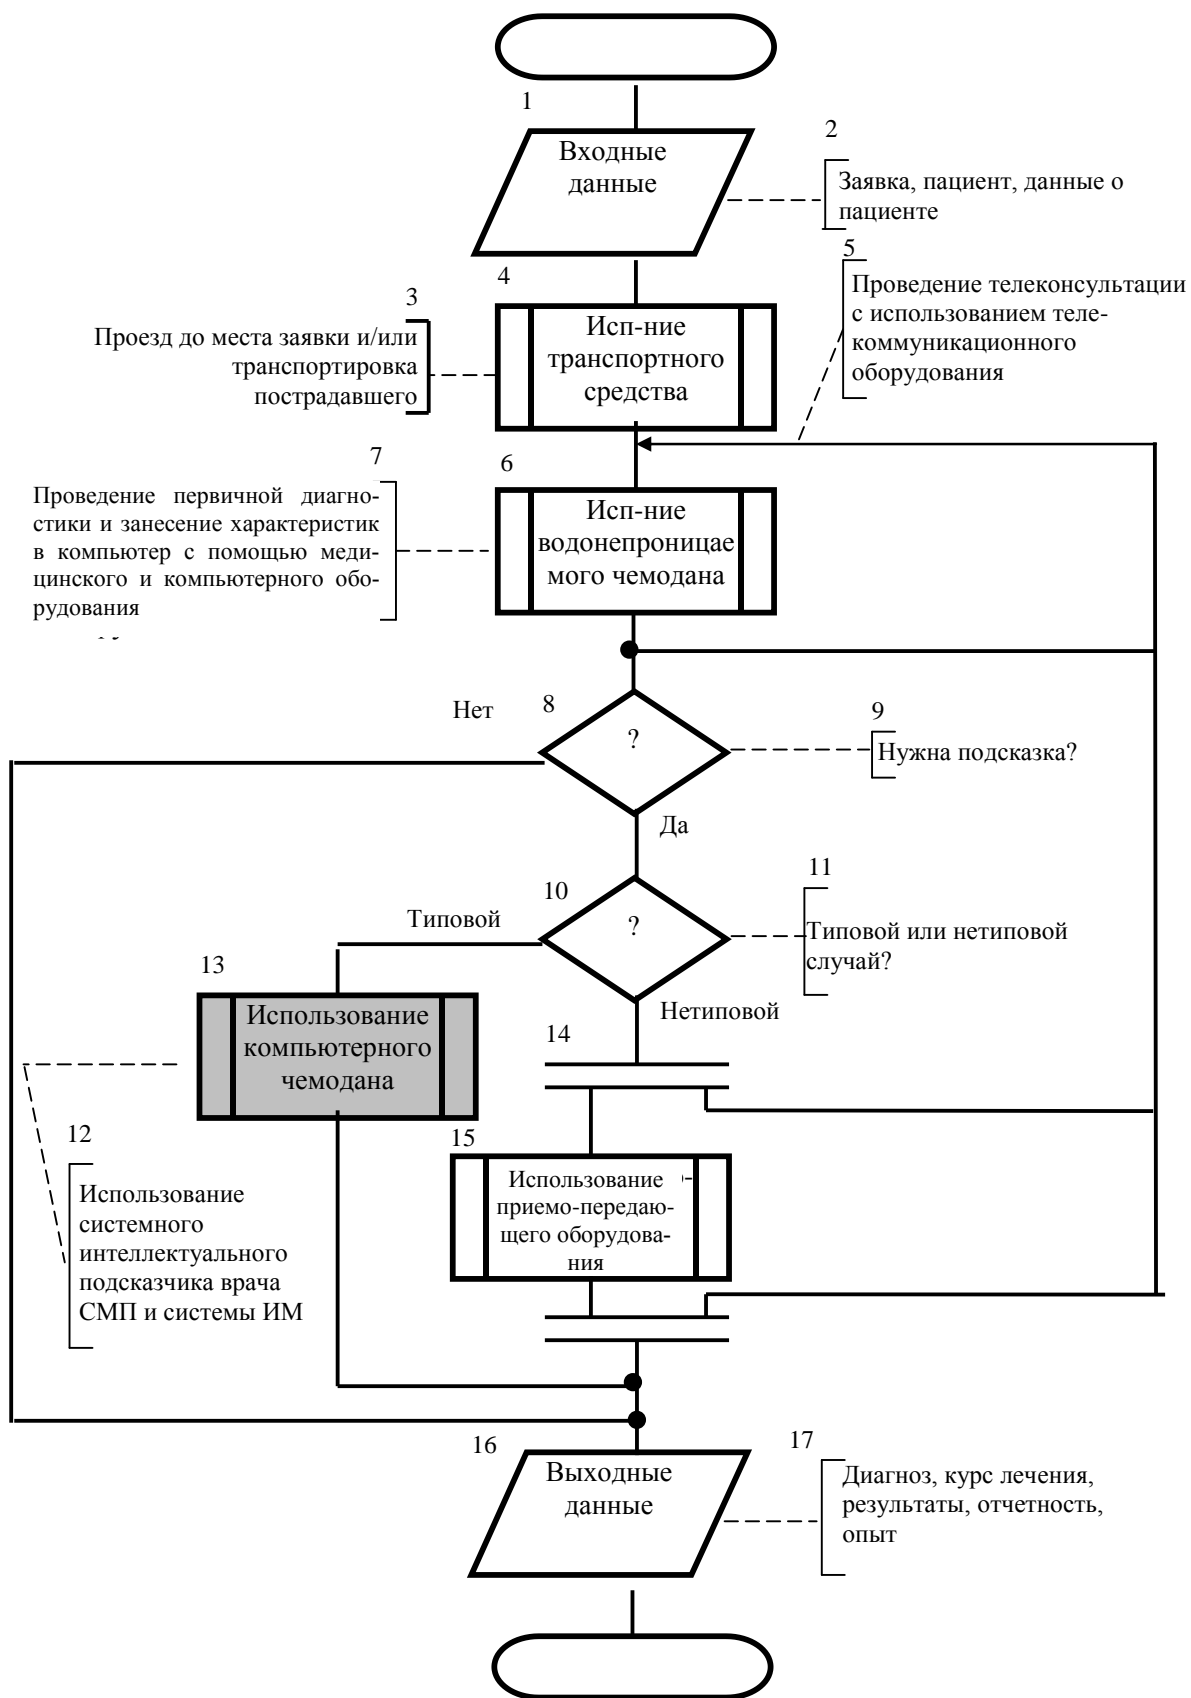 1
Входные
данные
2
Заявка, пациент, данные о
пациенте
3
Проезд до места заявки и/или
транспортировка
пострадавшего
4
Исп-ние
транспортного
средства
5
Проведение телеконсультации
с использованием теле-
коммуникационного
оборудования
7
Проведение первичной диагно-
стики и занесение характеристик
в компьютер с помощью меди-
цинского и компьютерного обо-
рудования
6
Исп-ние
водонепроницае
мого чемодана
Нет
8
?
9
Нужна подсказка?
Да
10
?
Типовой
11
Типовой или нетиповой
случай?
Нетиповой
13
Использование
компьютерного
чемодана
14
12
Использование
системного
интеллектуального
подсказчика врача
СМП и системы ИМ
15
Использование
приемо-передаю-
щего оборудова-
ния
16
Выходные
данные
17
Диагноз, курс лечения,
результаты, отчетность,
опыт